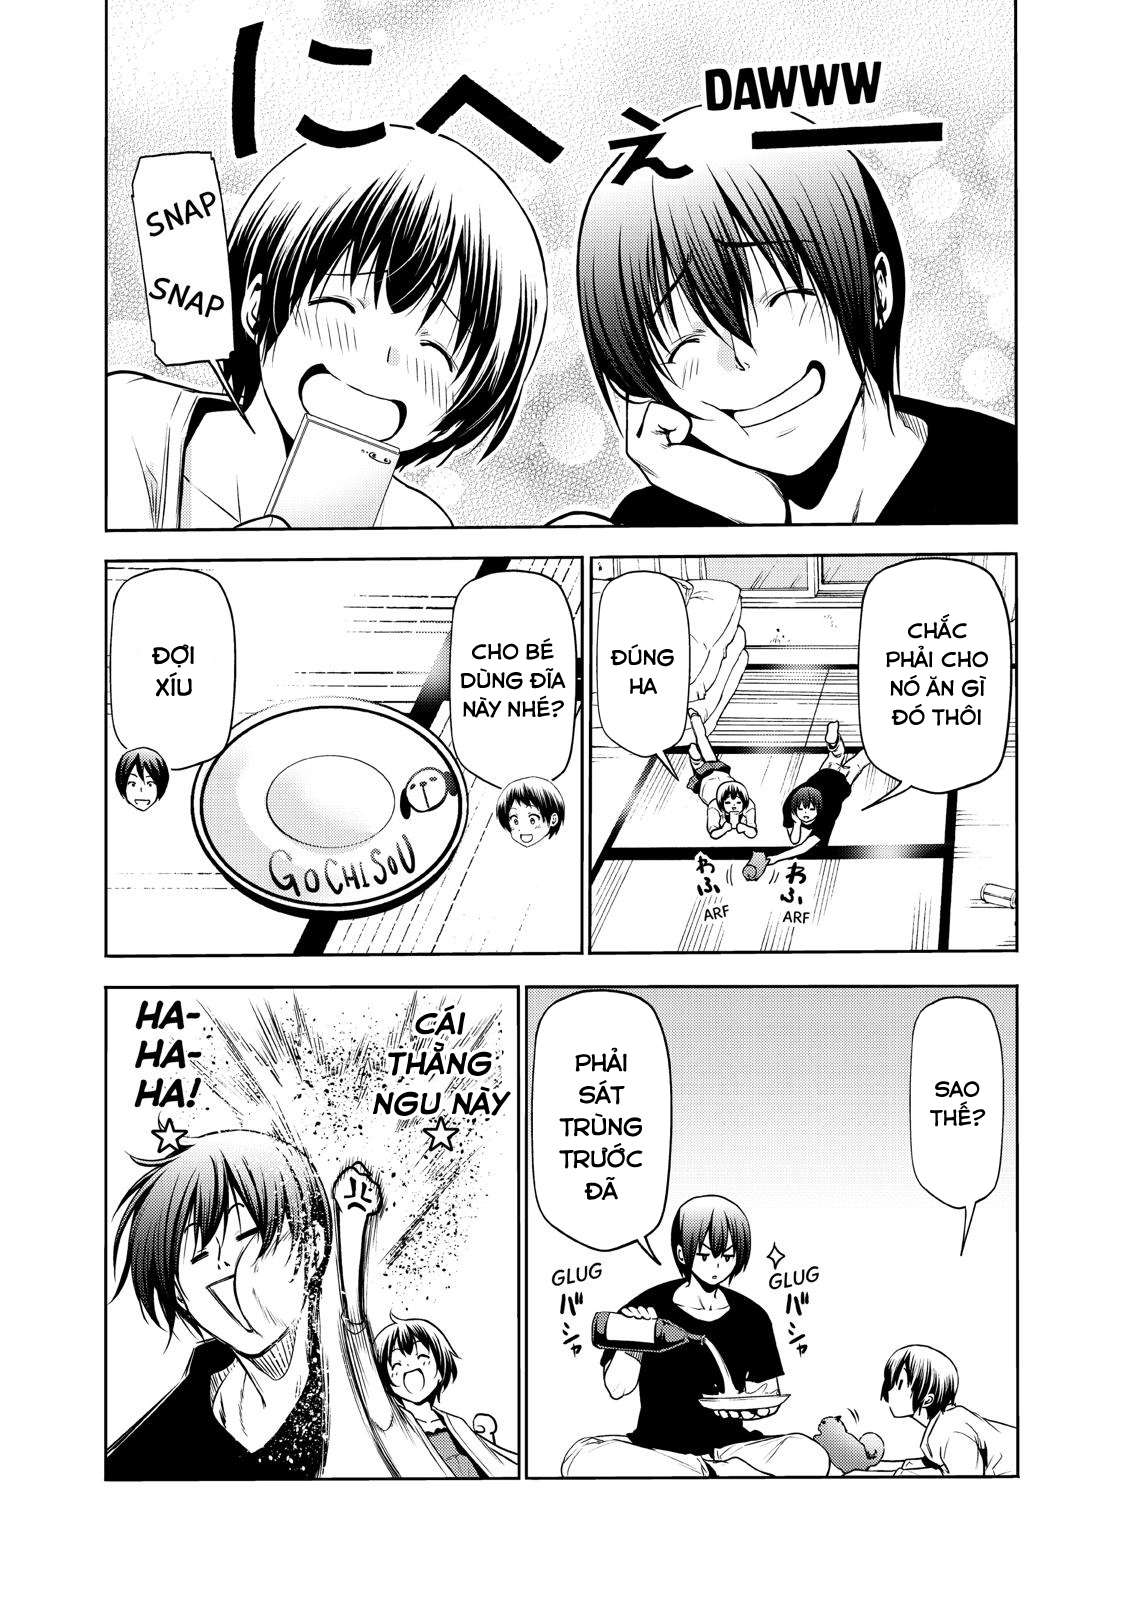 にへぇー
DAWWW
SNAP
SNAP
CHẮC
PHẢI CHO
NÓ ĂN GÌ
ĐÓ THÔI
ĐÚNG
HA
わふ
ARF
わふ
ARF
CHO BÉ
DÙNG ĐĨA
NÀY NHÉ?
ĐỢI
XÍU
GOCHISOU
SAO
THẾ?
PHẢI
SÁT
TRÙNG
TRƯỚC
ĐÃ
GLUG
バシャ
GLUG
バシャ
CÁI
THẰNG
NGU NÀY
☆
HA-
HA-
HA!
☆